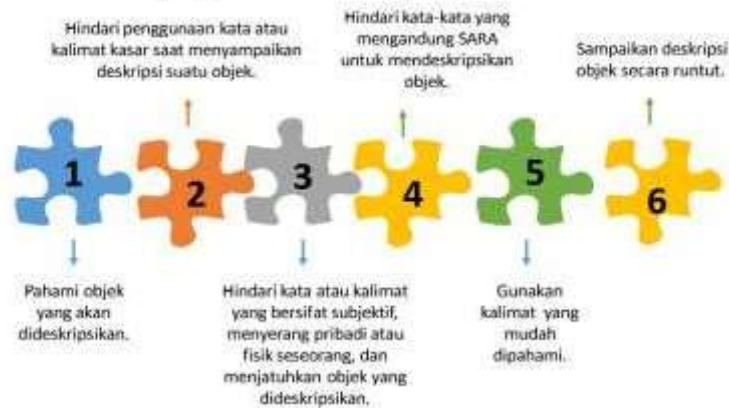 Hindari penggunaan kata atau
kalimat kasar saat menyampaikan
deskripsi suatu objek.
Hindari kata-kata yang
mengandung SARA
untuk mendeskripsikan
objek.
Sampaikan deskripsi
objek secara runtut.
1
2
3
4
5
6
Pahami objek
yang akan
dideskripsikan.
Hindari kata atau kalimat
yang bersifat subjektif,
menyerang pribadi atau
fisik seseorang, dan
menjatuhkan objek yang
dideskripsikan.
Gunakan
kalimat yang
mudah
dipahami.